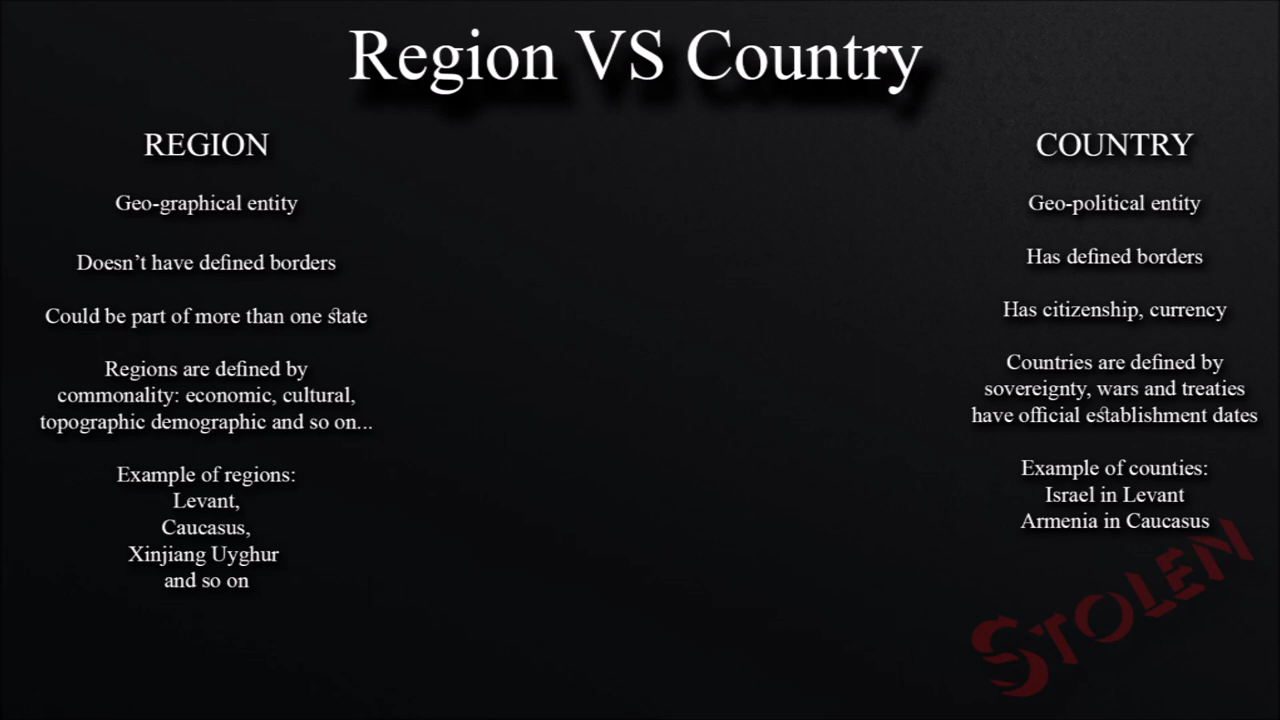 Region VS Country
REGION
Geo-graphical entity
Doesn’t have defined borders
Could be part of more than one state
Regions are defined by
commonality: economic, cultural,
topographic demographic and so on...
Example of regions:
Levant,
Caucasus,
Xinjiang Uyghur
and so on
COUNTRY
Geo-political entity
Has defined borders
Has citizenship, currency
Countries are defined by
sovereignty, wars and treaties
have official establishment dates
Example of counties:
Israel in Levant
Armenia in Caucasus
STOLEN